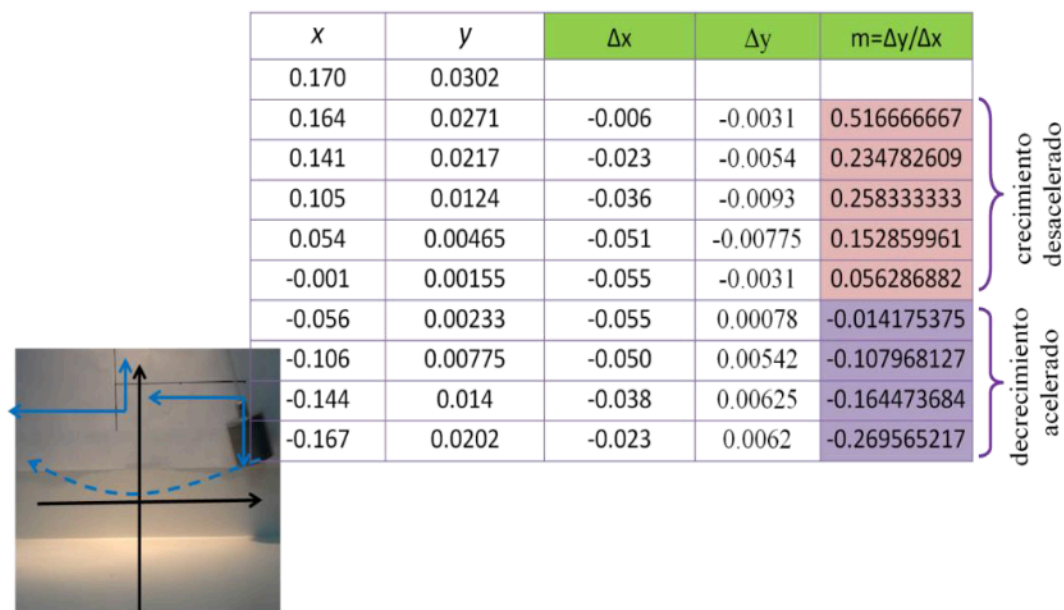 x y Δx Δy m=Δy/Δx
0.170 0.0302
0.164 0.0271 -0.006 -0.0031 0.516666667
0.141 0.0217 -0.023 -0.0054 0.234782609
0.105 0.0124 -0.036 -0.0093 0.258333333
0.054 0.00465 -0.051 -0.00775 0.152859961
-0.001 0.00155 -0.055 -0.0031 0.056286882
-0.056 0.00233 -0.055 0.00078 -0.014175375
-0.106 0.00775 -0.050 0.00542 -0.107968127
-0.144 0.014 -0.038 0.00625 -0.164473684
-0.167 0.0202 -0.023 0.0062 -0.269565217
crecimiento
desacelerado
decrecimiento
acelerado